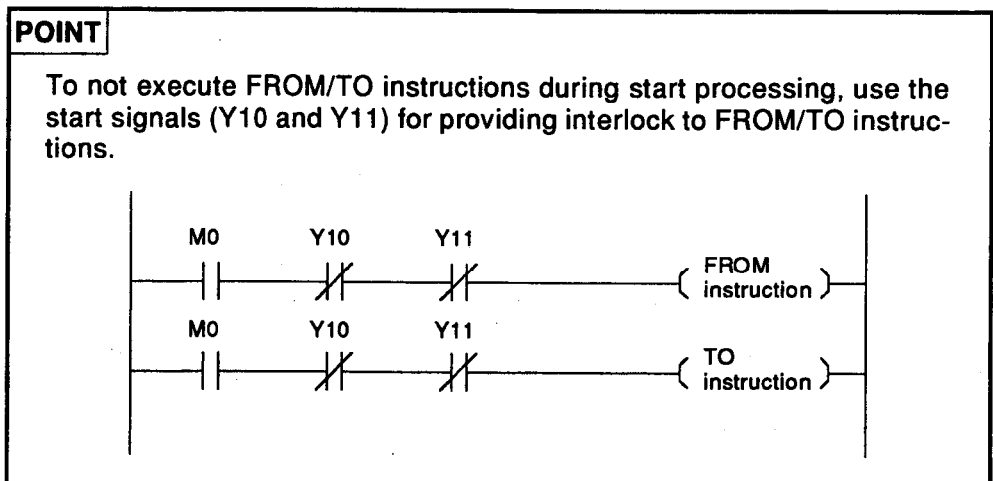 POINT
To not execute FROM/TO instructions during start processing, use the
start signals (Y10 and Y11) for providing interlock to FROM/TO instruc-
tions.
M0 Y10 Y11
FROM
instruction
M0 Y10 Y11
TO
instruction